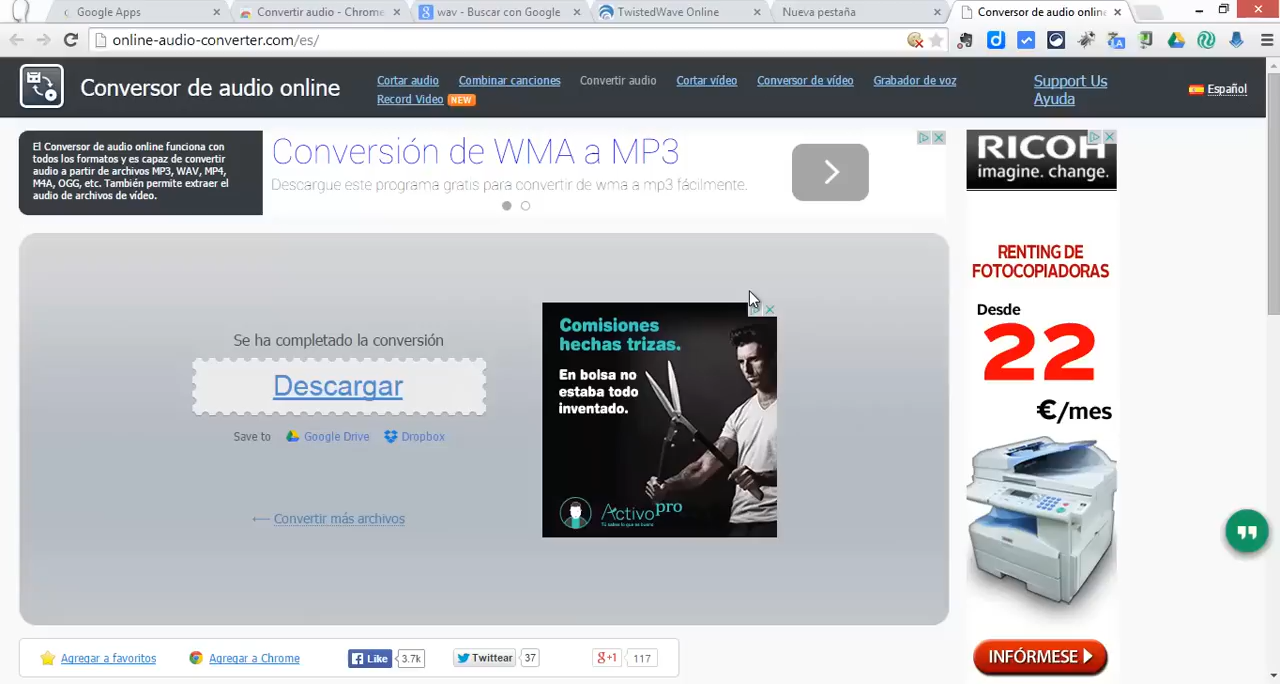 Google Apps
Convertir audio - Chrome
wav - Buscar con Google
TwistedWave Online
Nueva pestaña
Conversor de audio onlin
online-audio-converter.com/es/
Conversor de audio online
Cortar audio
Combinar canciones
Convertir audio
Cortar vídeo
Conversor de vídeo
Grabador de voz
Record Video NEW
Support Us
Ayuda
Español
El Conversor de audio online funciona con
todos los formatos y es capaz de convertir
audio a partir de archivos MP3, WAV, MP4,
M4A, OGG, etc. También permite extraer el
audio de archivos de vídeo.
Conversión de WMA a MP3
Descargue este programa gratis para convertir de wma a mp3 fácilmente.
RICOH
imagine. change.
RENTING DE
FOTOCOPIADORAS
Desde
22
€/mes
INFÓRMESE
Se ha completado la conversión
Descargar
Save to Google Drive Dropbox
← Convertir más archivos
Comisiones
hechas trizas.
En bolsa no
estaba todo
inventado.
Activo pro
Agregar a favoritos
Agregar a Chrome
Like 3.7k
Twittear 37
g+1 117